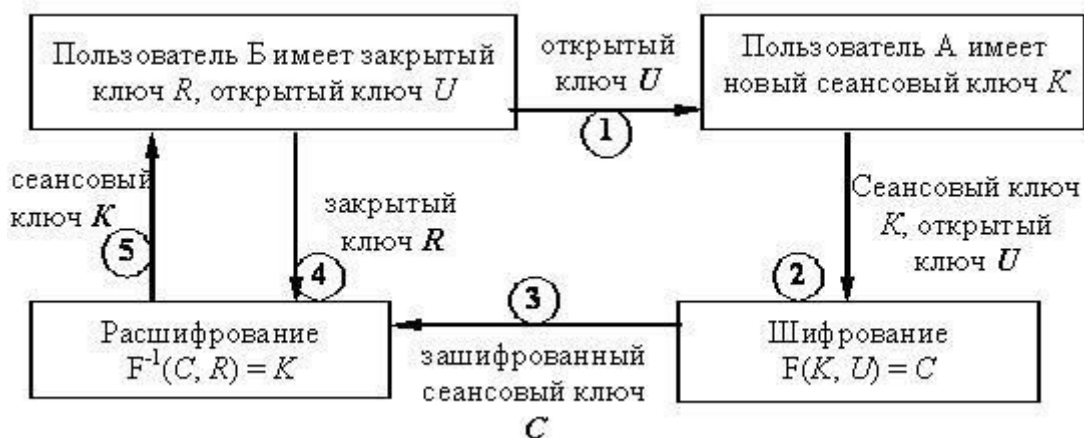 Пользователь Б имеет закрытый
ключ R, открытый ключ U
открытый
ключ U
1
Пользователь А имеет
новый сеансовый ключ K
сеансовый
ключ K
5
закрытый
ключ R
4
Сеансовый ключ
K, открытый
ключ U
2
3
Расшифрование
F⁻¹(C, R) = K
зашифрованный
сеансовый ключ
C
Шифрование
F(K, U) = C